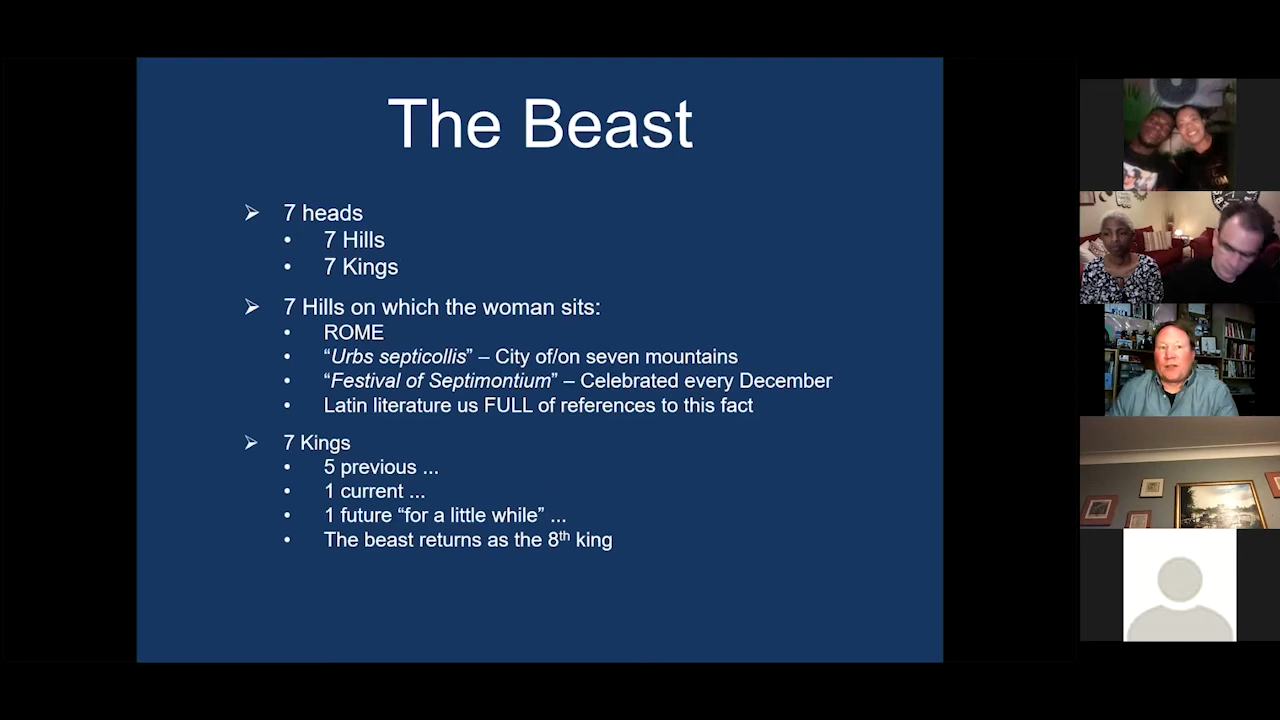 The Beast
➢ 7 heads
• 7 Hills
• 7 Kings
➢ 7 Hills on which the woman sits:
• ROME
• “Urbs septicollis” – City of/on seven mountains
• “Festival of Septimontium” – Celebrated every December
• Latin literature us FULL of references to this fact
➢ 7 Kings
• 5 previous ...
• 1 current ...
• 1 future “for a little while” ...
• The beast returns as the 8th king